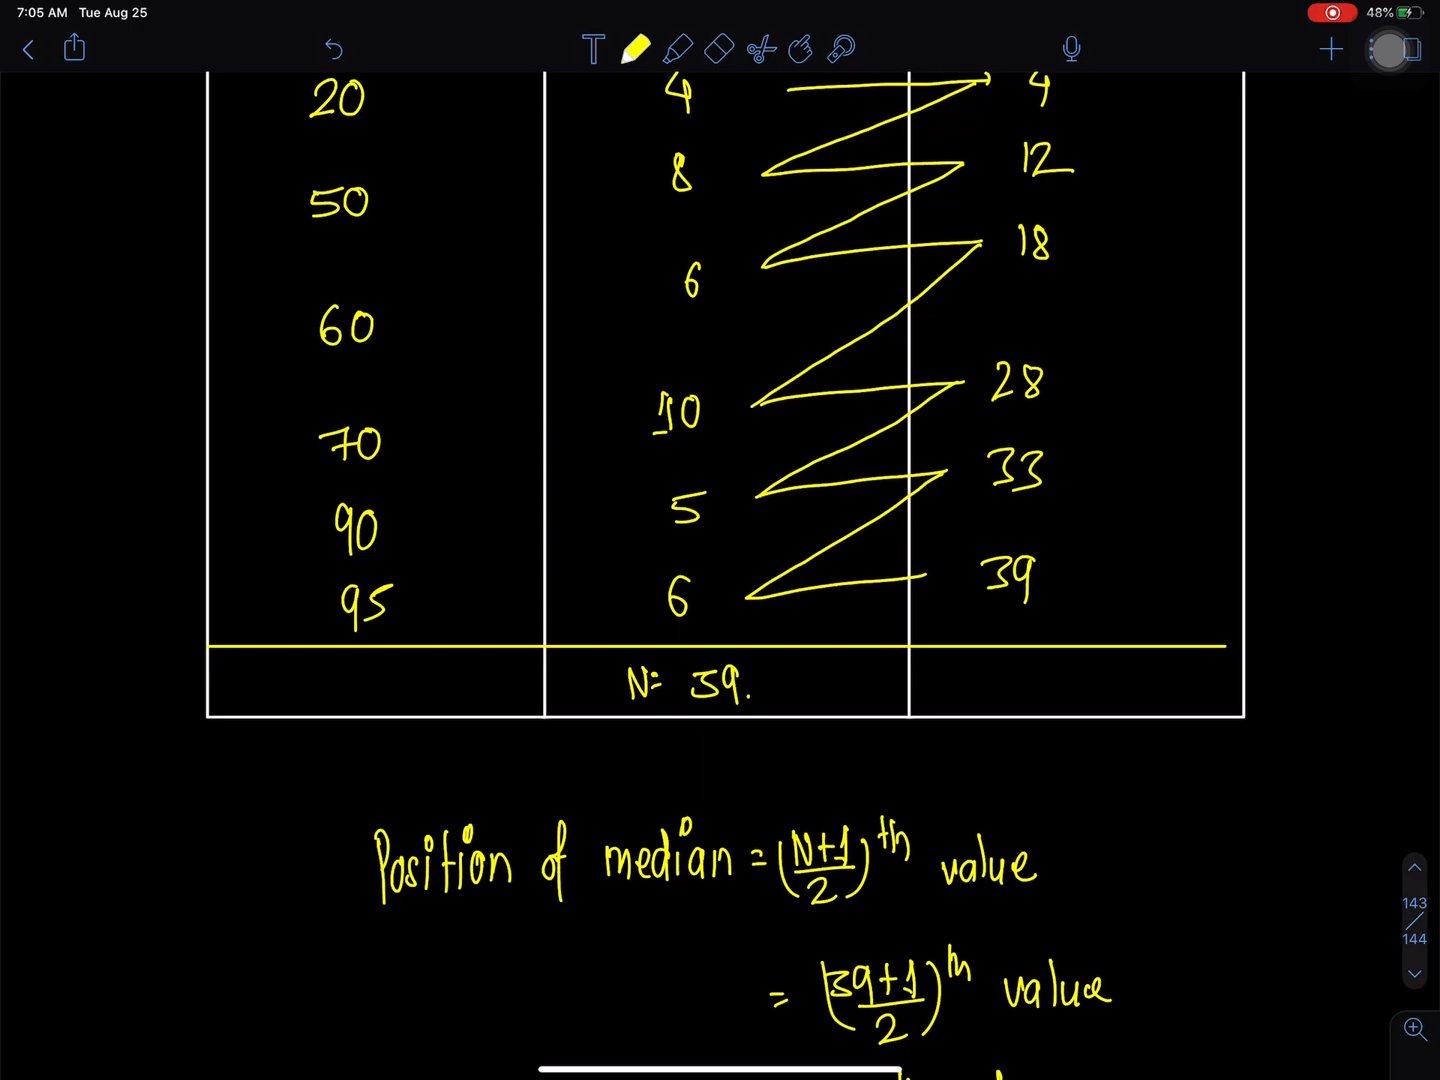 7:05 AM Tue Aug 25
48%
T
20 4 4
8 12
50
6 18
60
10 28
70
5 33
90
6 39
95
N= 39.
Position of median = (N+1/2)th value
= (39+1/2)th value
143
144